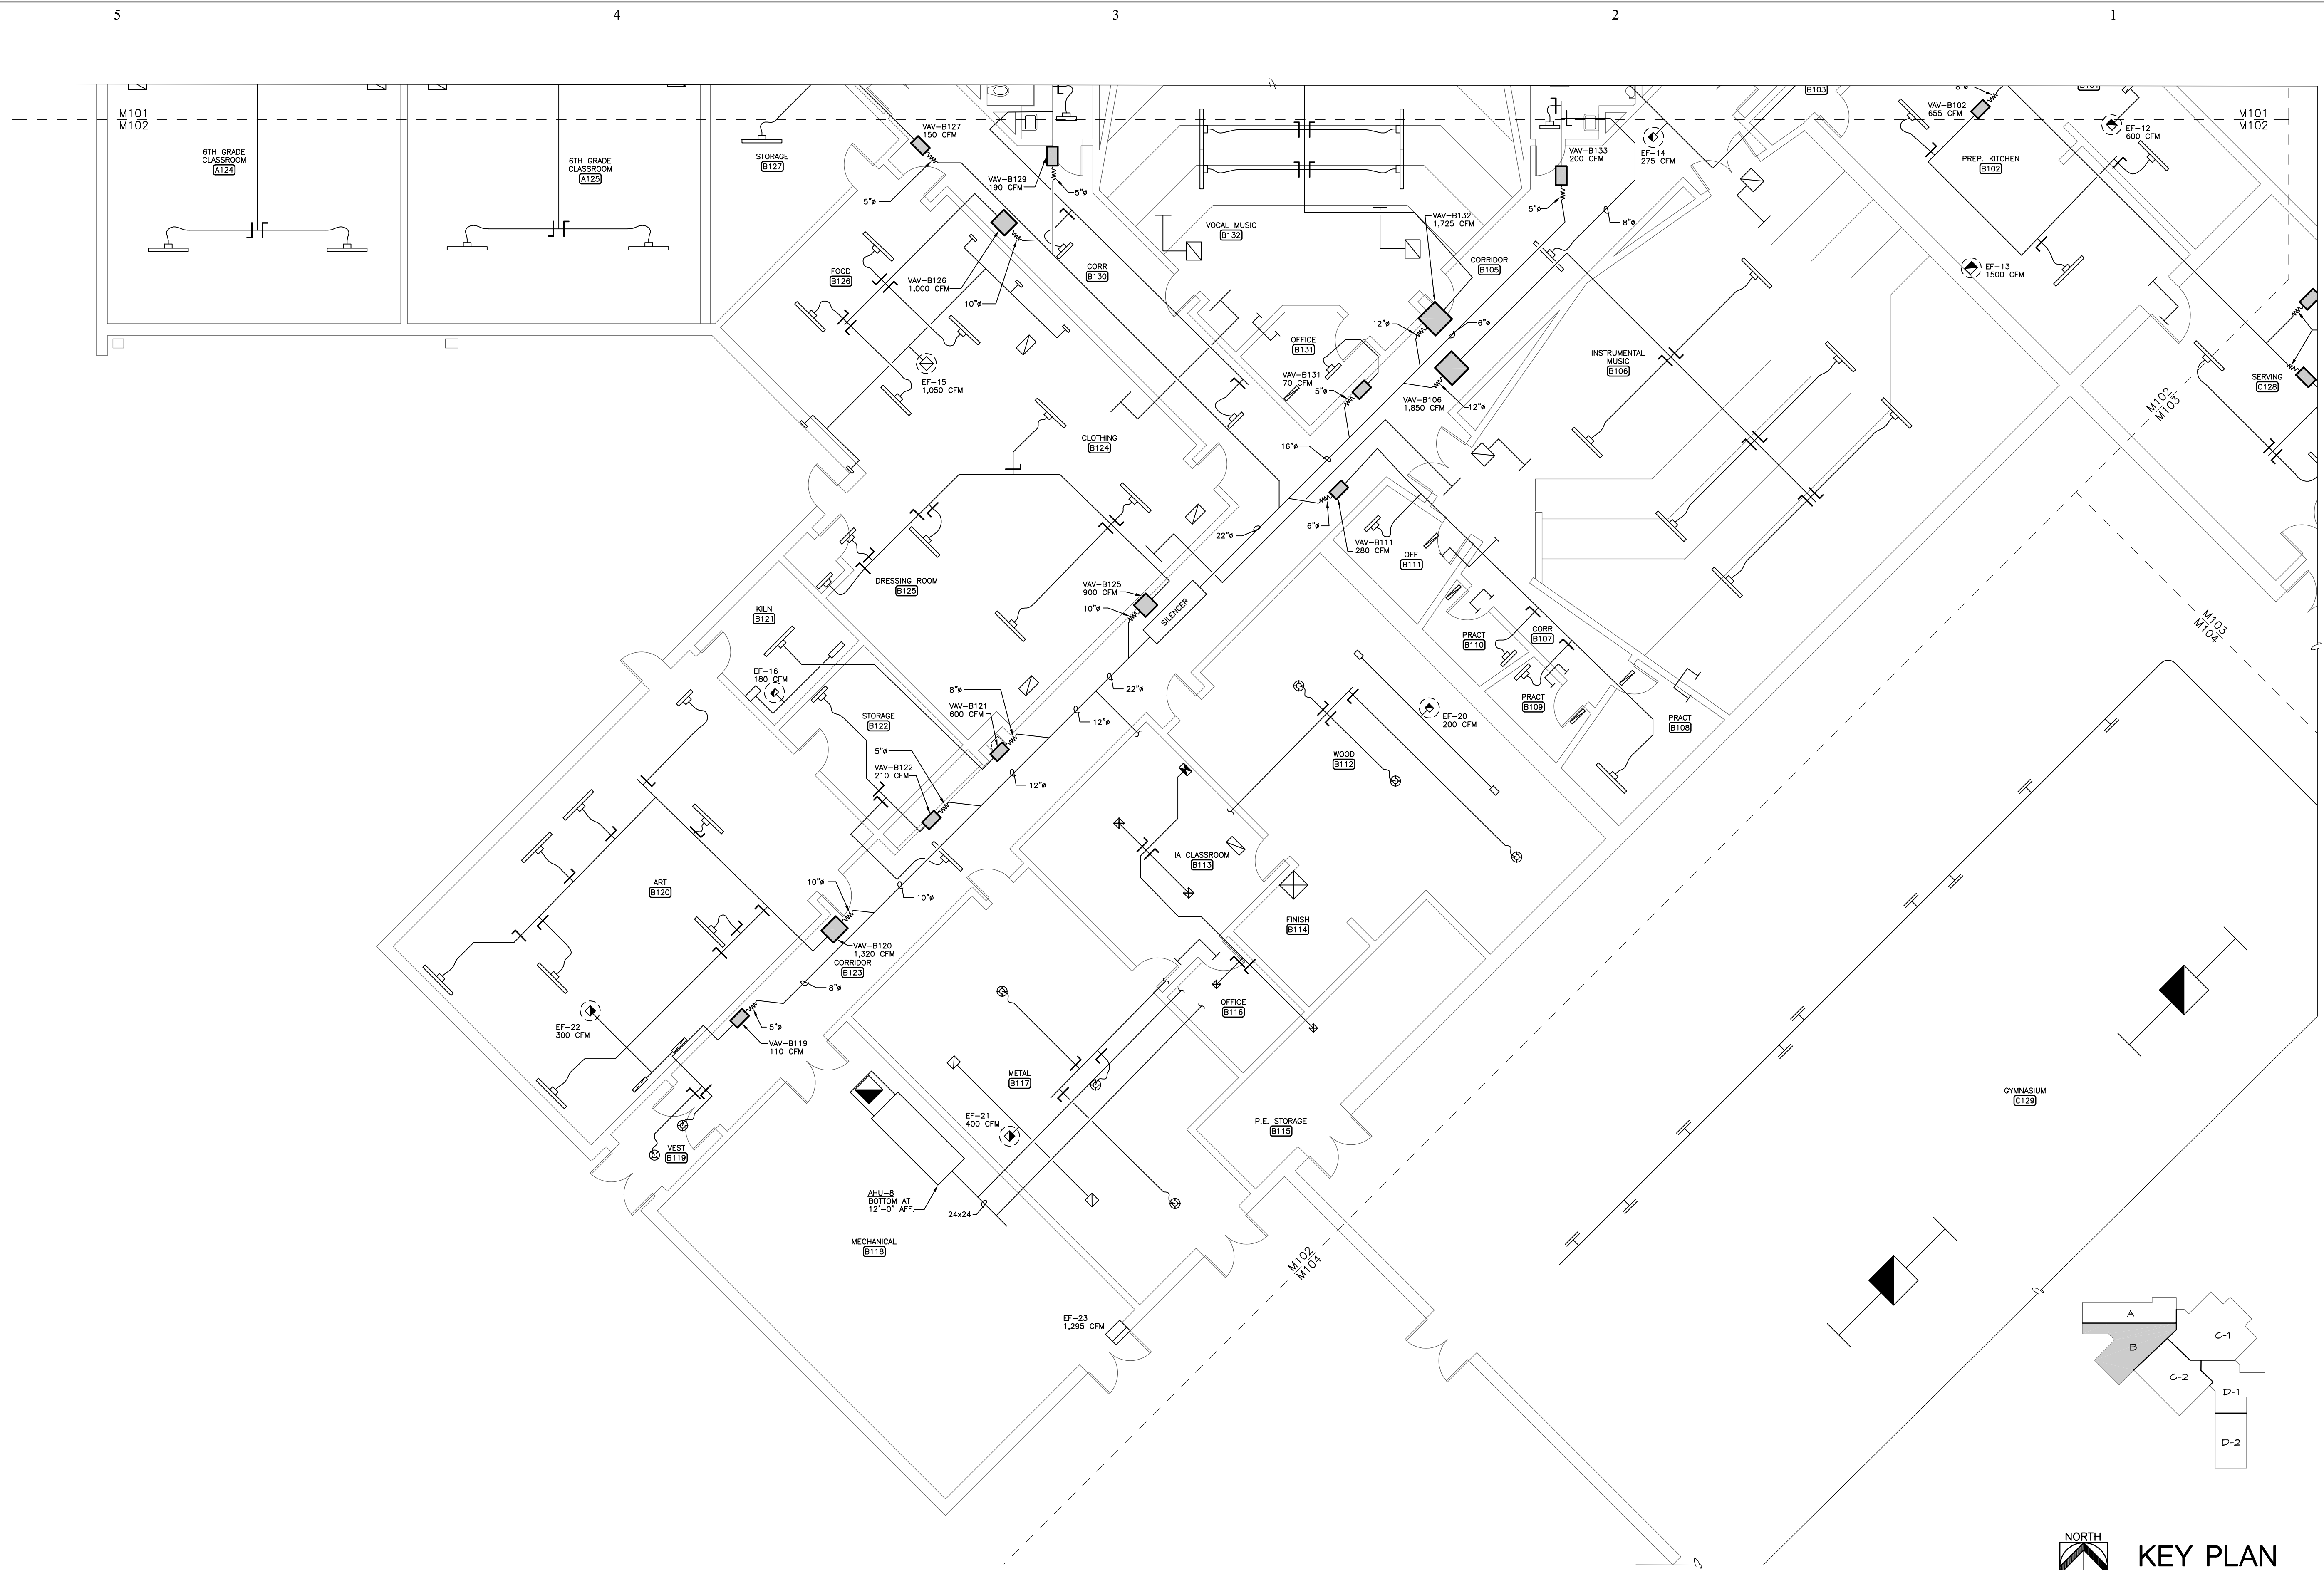 5
4
3
2
1
M101
M102
6TH GRADE
CLASSROOM
A124
6TH GRADE
CLASSROOM
A125
STORAGE
B127
VAV-B127
150 CFM
5"ø
VAV-B129
190 CFM
5"ø
VOCAL MUSIC
B132
VAV-B132
1,725 CFM
VAV-B133
200 CFM
5"ø
8"ø
EF-14
275 CFM
B103
VAV-B102
655 CFM
8"ø
B101
EF-12
600 CFM
M101
M102
PREP. KITCHEN
B102
EF-13
1500 CFM
FOOD
B126
VAV-B126
1,000 CFM
10"ø
CORR
B130
CORRIDOR
B105
OFFICE
B131
12"ø
6"ø
VAV-B131
70 CFM
5"ø
VAV-B106
1,850 CFM
12"ø
INSTRUMENTAL
MUSIC
B106
SERVING
C128
M102
M103
EF-15
1,050 CFM
CLOTHING
B124
16"ø
22"ø
6"ø
VAV-B111
280 CFM
OFF
B111
DRESSING ROOM
B125
VAV-B125
900 CFM
10"ø
SILENCER
KILN
B121
EF-16
180 CFM
PRACT
B110
CORR
B107
PRACT
B109
PRACT
B108
M103
M104
STORAGE
B122
8"ø
VAV-B121
600 CFM
22"ø
12"ø
5"ø
VAV-B122
210 CFM
12"ø
EF-20
200 CFM
WOOD
B112
IA CLASSROOM
B113
ART
B120
10"ø
10"ø
FINISH
B114
VAV-B120
1,320 CFM
CORRIDOR
B123
8"ø
OFFICE
B116
EF-22
300 CFM
5"ø
VAV-B119
110 CFM
METAL
B117
EF-21
400 CFM
P.E. STORAGE
B115
GYMNASIUM
C129
VEST
B119
AHU-8
BOTTOM AT
12'-0" AFF.
24x24
MECHANICAL
B118
M102
M104
EF-23
1,295 CFM
A
B
C-1
C-2
D-1
D-2
NORTH
KEY PLAN